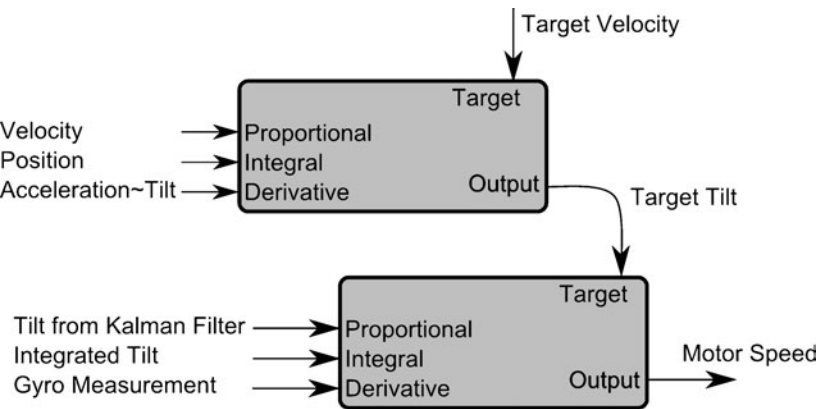 Target Velocity
Target
Velocity
Proportional
Position
Integral
Acceleration~Tilt
Derivative
Output
Target Tilt
Target
Tilt from Kalman Filter
Proportional
Integrated Tilt
Integral
Gyro Measurement
Derivative
Output
Motor Speed